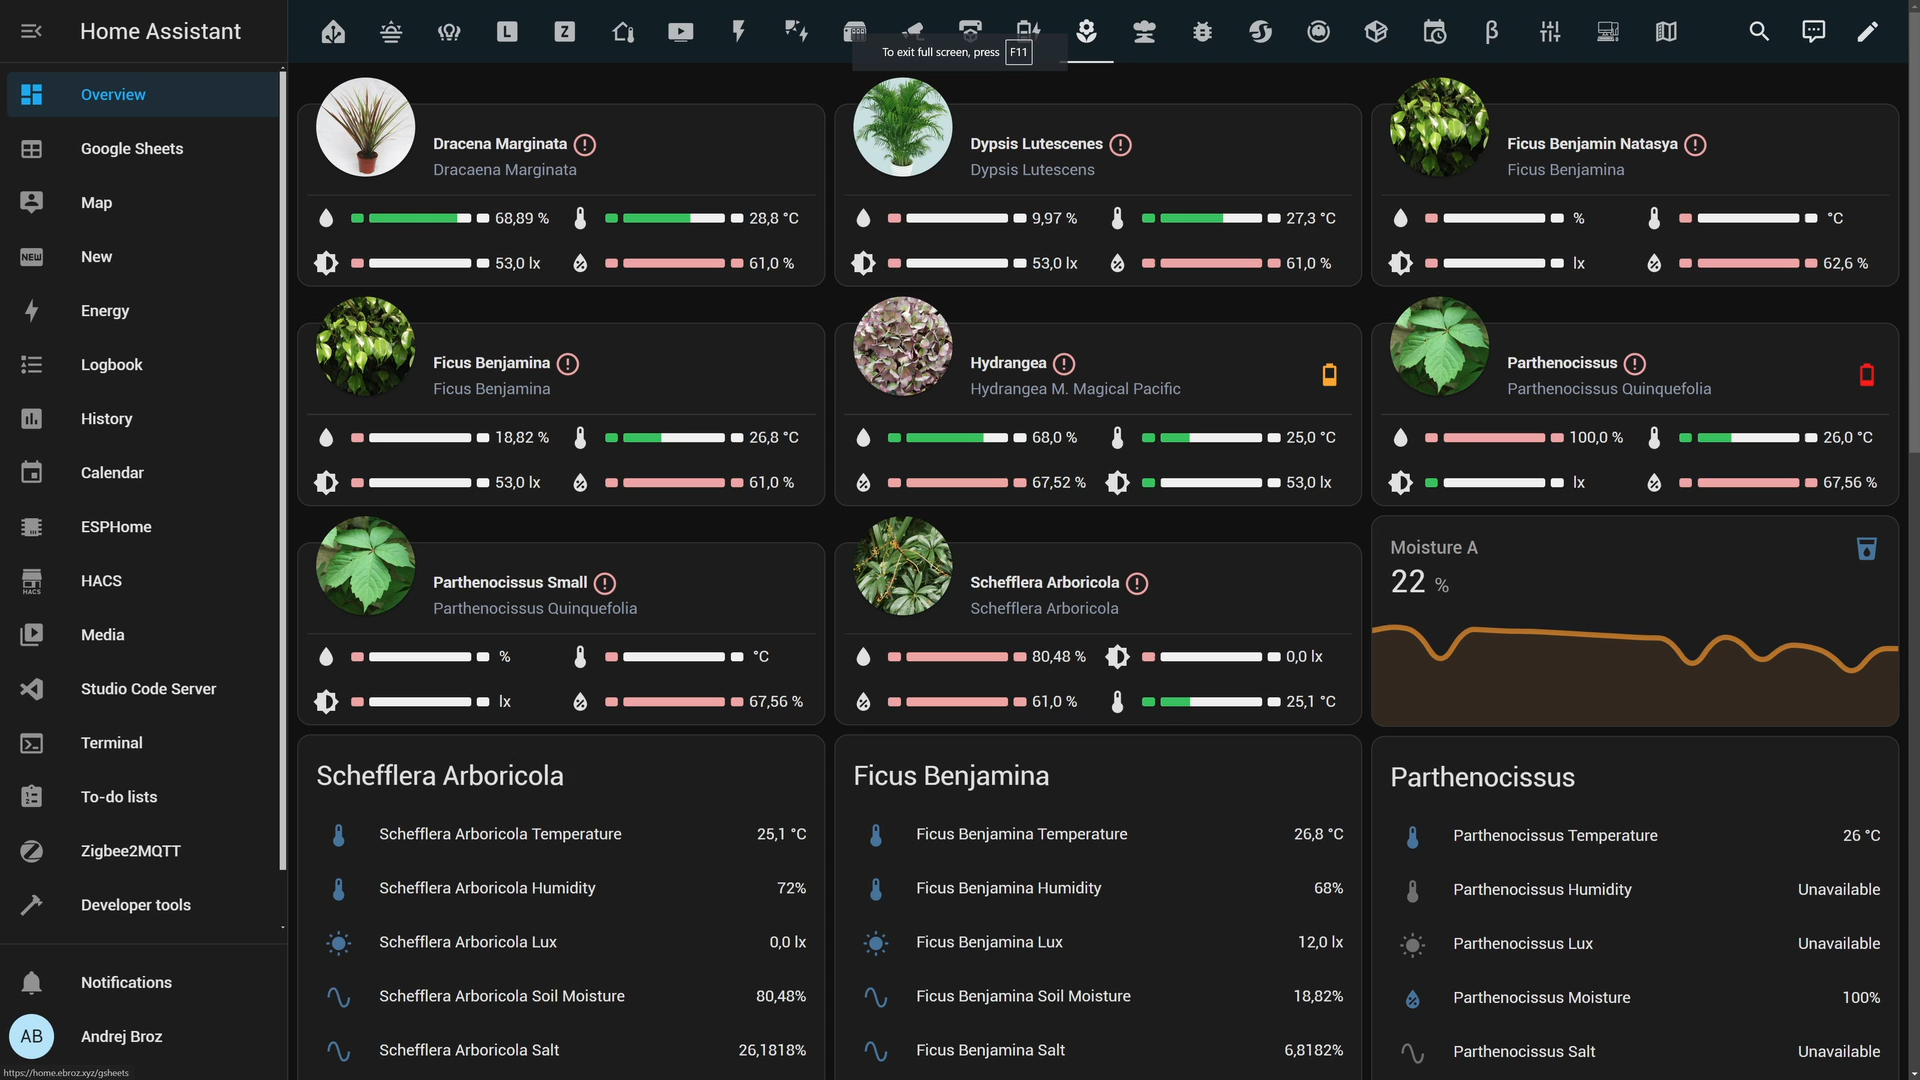 Home Assistant
L
Z
β
To exit full screen, press F11
Overview
Google Sheets
Map
NEW
New
Energy
Logbook
History
Calendar
ESPHome
HACS
HACS
Media
Studio Code Server
Terminal
To-do lists
Zigbee2MQTT
Developer tools
Notifications
AB
Andrej Broz
https://home.ebroz.xyz/gsheets
Dracena Marginata
Dracaena Marginata
68,89 % 28,8 °C
53,0 lx 61,0 %
Dypsis Lutescenes
Dypsis Lutescens
9,97 % 27,3 °C
53,0 lx 61,0 %
Ficus Benjamin Natasya
Ficus Benjamina
% °C
lx 62,6 %
Ficus Benjamina
Ficus Benjamina
18,82 % 26,8 °C
53,0 lx 61,0 %
Hydrangea
Hydrangea M. Magical Pacific
68,0 % 25,0 °C
67,52 % 53,0 lx
Parthenocissus
Parthenocissus Quinquefolia
100,0 % 26,0 °C
lx 67,56 %
Parthenocissus Small
Parthenocissus Quinquefolia
% °C
lx 67,56 %
Schefflera Arboricola
Schefflera Arboricola
80,48 % 0,0 lx
61,0 % 25,1 °C
Moisture A
22 %
Schefflera Arboricola
Schefflera Arboricola Temperature 25,1 °C
Schefflera Arboricola Humidity 72%
Schefflera Arboricola Lux 0,0 lx
Schefflera Arboricola Soil Moisture 80,48%
Schefflera Arboricola Salt 26,1818%
Ficus Benjamina
Ficus Benjamina Temperature 26,8 °C
Ficus Benjamina Humidity 68%
Ficus Benjamina Lux 12,0 lx
Ficus Benjamina Soil Moisture 18,82%
Ficus Benjamina Salt 6,8182%
Parthenocissus
Parthenocissus Temperature 26 °C
Parthenocissus Humidity Unavailable
Parthenocissus Lux Unavailable
Parthenocissus Moisture 100%
Parthenocissus Salt Unavailable